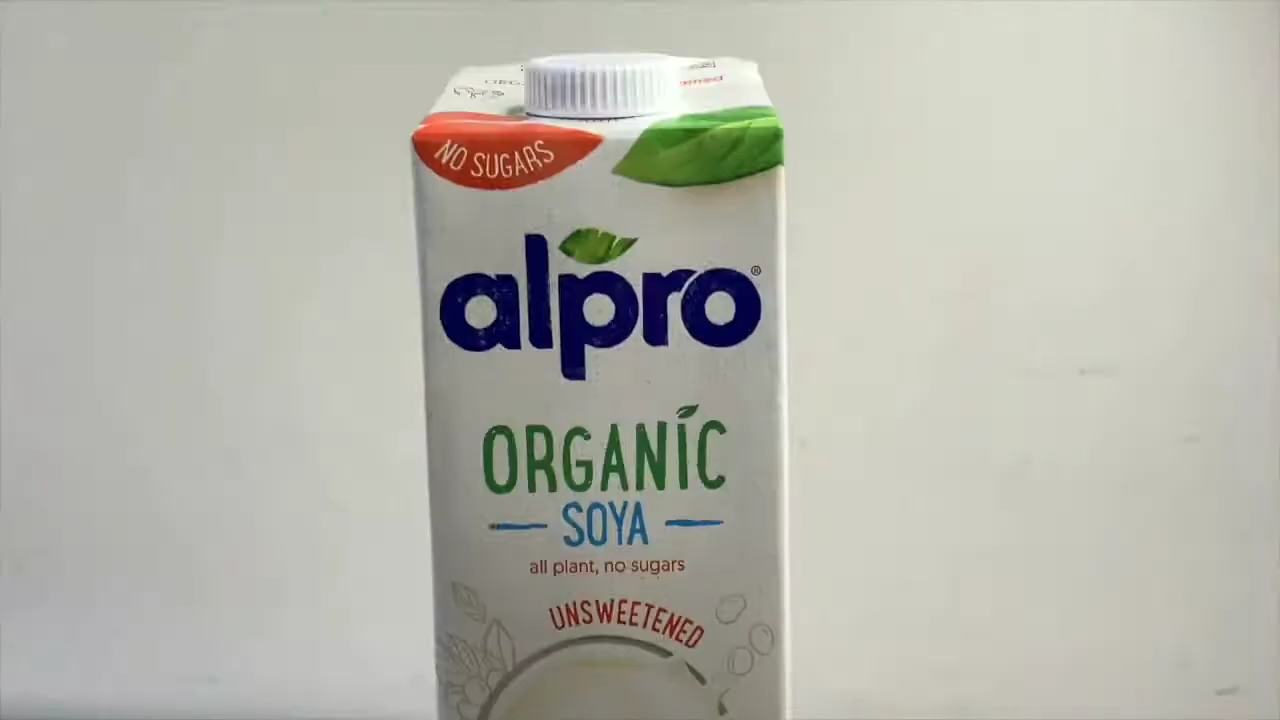 NO SUGARS
alpro®
ORGANIC
SOYA
all plant, no sugars
UNSWEETENED